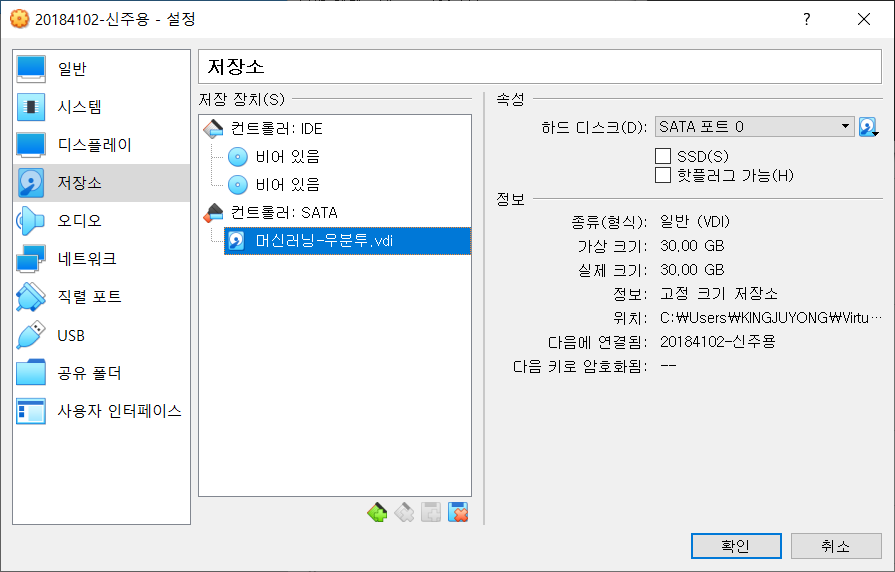 20184102-신주용 - 설정
?
일반
시스템
디스플레이
저장소
오디오
네트워크
직렬 포트
USB
공유 폴더
사용자 인터페이스
저장소
저장 장치(S)
컨트롤러: IDE
비어 있음
비어 있음
컨트롤러: SATA
머신러닝-우분투.vdi
속성
하드 디스크(D): SATA 포트 0
SSD(S)
핫플러그 가능(H)
정보
종류(형식): 일반 (VDI)
가상 크기: 30.00 GB
실제 크기: 30.00 GB
정보: 고정 크기 저장소
위치: C:₩Users₩KINGJUYONG₩Virtu…
다음에 연결됨: 20184102-신주용
다음 키로 암호화됨: --
확인
취소